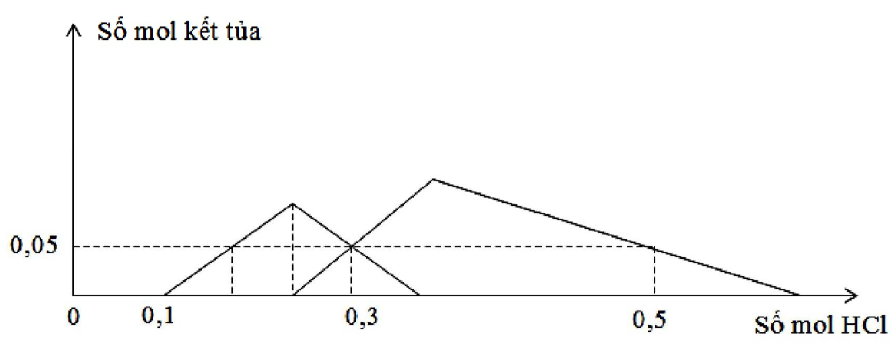 Số mol kết tủa
0,05
0
0,1
0,3
0,5
Số mol HCl